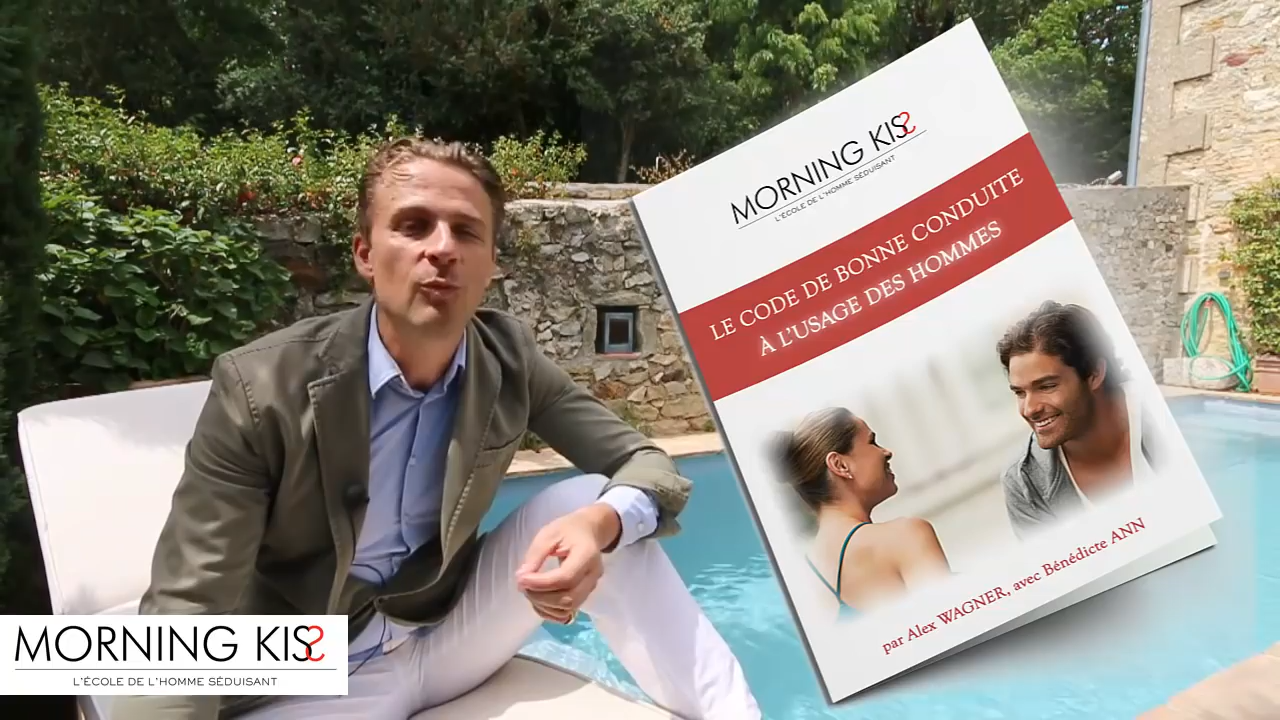 MORNING KISS
L'ÉCOLE DE L'HOMME SÉDUISANT
LE CODE DE BONNE CONDUITE
À L'USAGE DES HOMMES
par Alex WAGNER, avec Bénédicte ANN
MORNING KISS
L'ÉCOLE DE L'HOMME SÉDUISANT